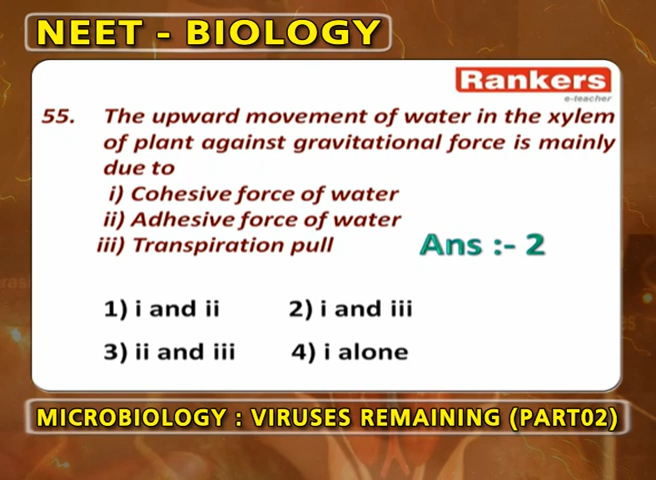 NEET - BIOLOGY
Rankers
e-teacher
55. The upward movement of water in the xylem
of plant against gravitational force is mainly
due to
i) Cohesive force of water
ii) Adhesive force of water
iii) Transpiration pull
Ans :- 2
1) i and ii 2) i and iii
3) ii and iii 4) i alone
MICROBIOLOGY : VIRUSES REMAINING (PART02)